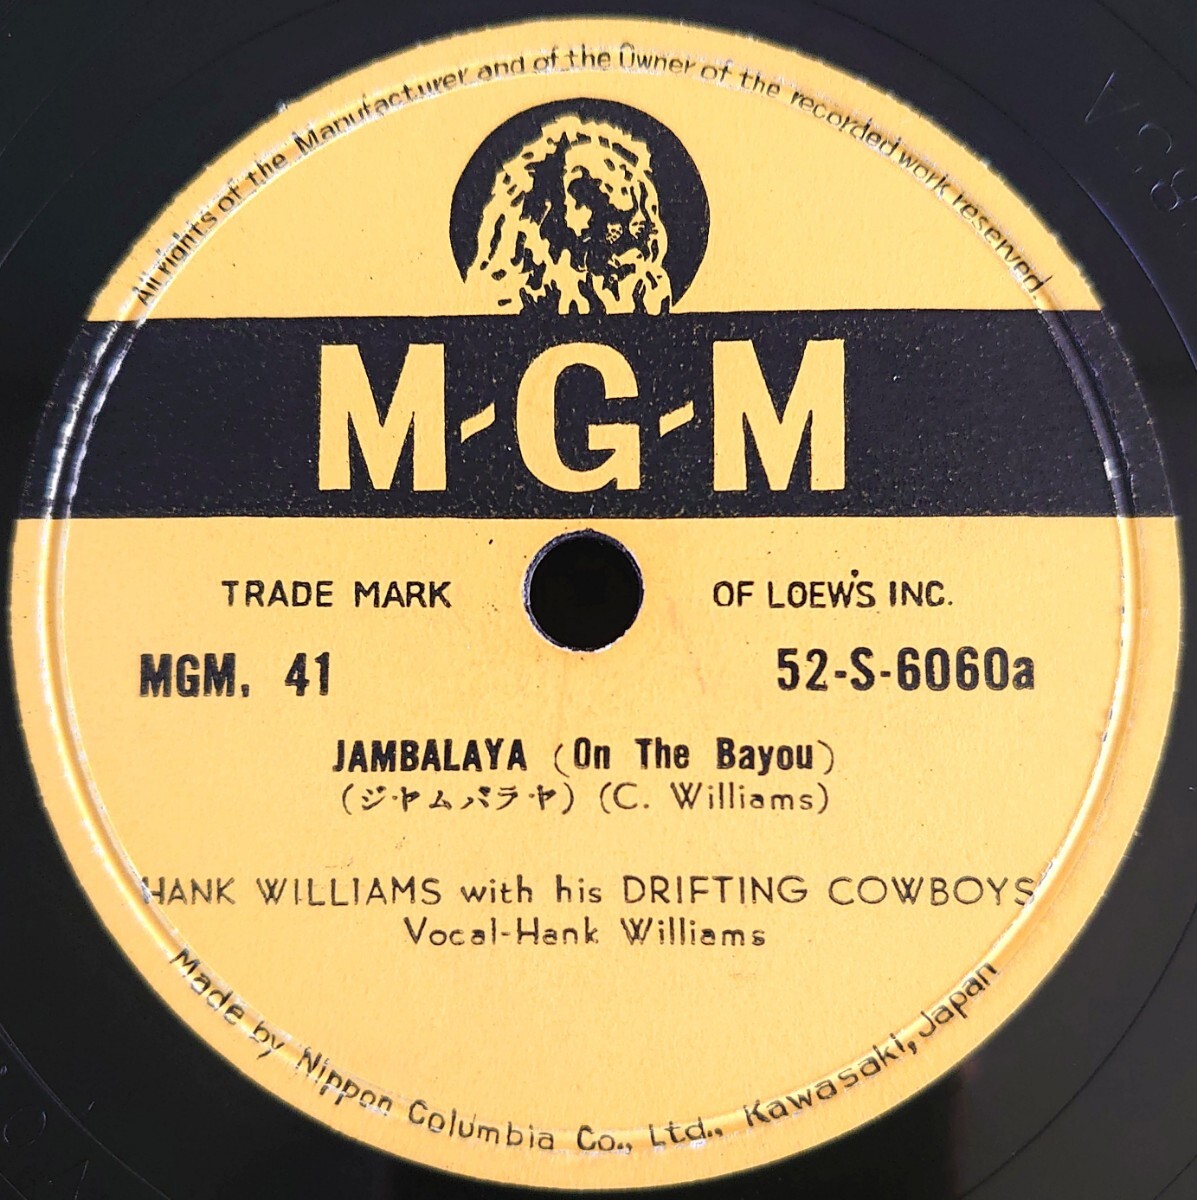 All rights of the Manufacturer and of the Owner of the recorded work reserved.
M-G-M
TRADE MARK OF LOEW'S INC.
MGM. 41 52-S-6060a
JAMBALAYA (On The Bayou)
(ジヤムバラヤ) (C. Williams)
HANK WILLIAMS with his DRIFTING COWBOYS
Vocal-Hank Williams
Made by Nippon Columbia Co., Ltd., Kawasaki, Japan